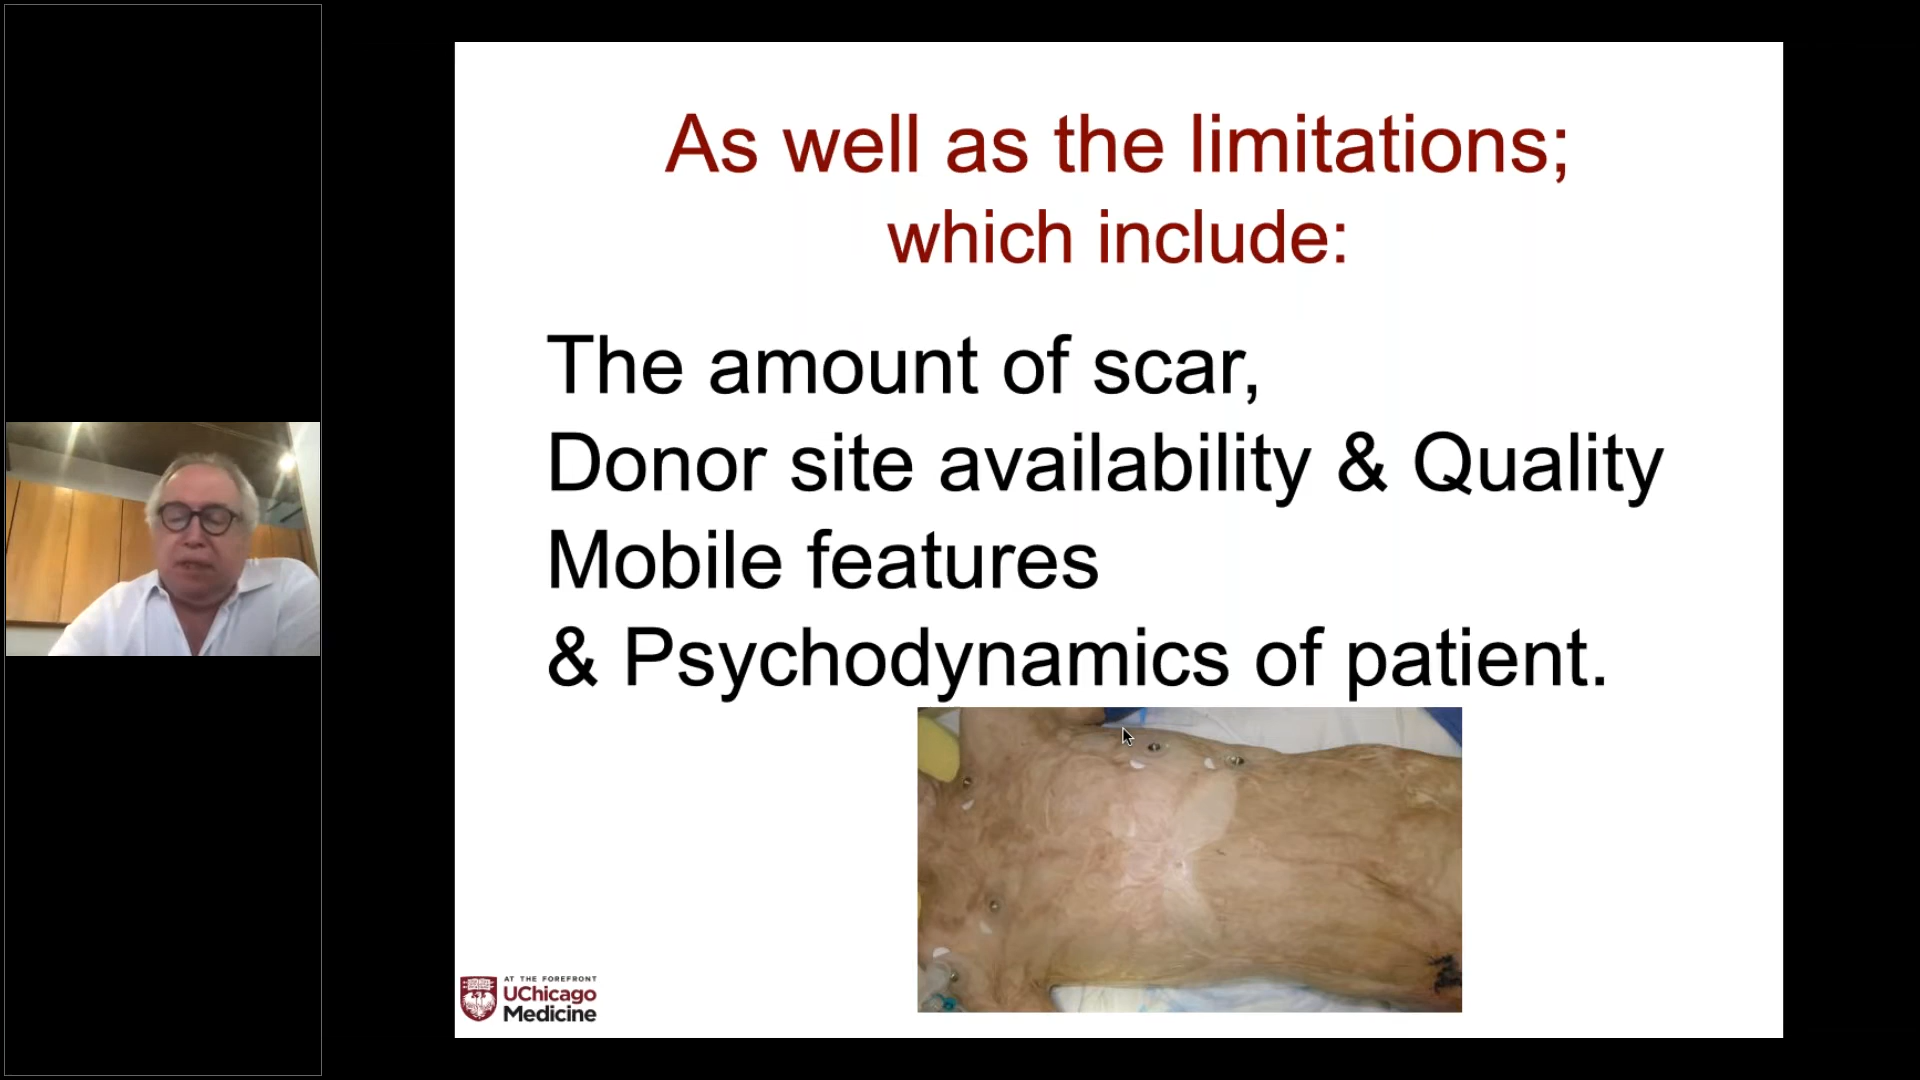 As well as the limitations;
which include:
The amount of scar,
Donor site availability & Quality
Mobile features
& Psychodynamics of patient.
AT THE FOREFRONT
UChicago
Medicine